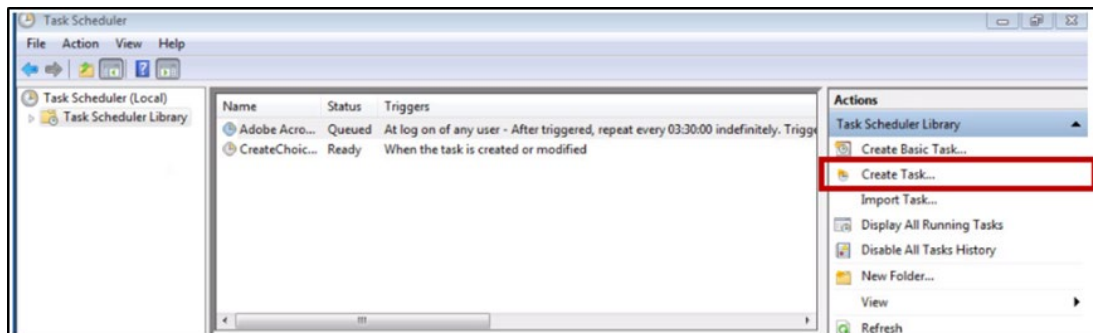 Task Scheduler
File Action View Help
Task Scheduler (Local)
Task Scheduler Library
Name Status Triggers
Adobe Acro... Queued At log on of any user - After triggered, repeat every 03:30:00 indefinitely. Trigge
CreateChoic... Ready When the task is created or modified
Actions
Task Scheduler Library
Create Basic Task...
Create Task...
Import Task...
Display All Running Tasks
Disable All Tasks History
New Folder...
View
Refresh